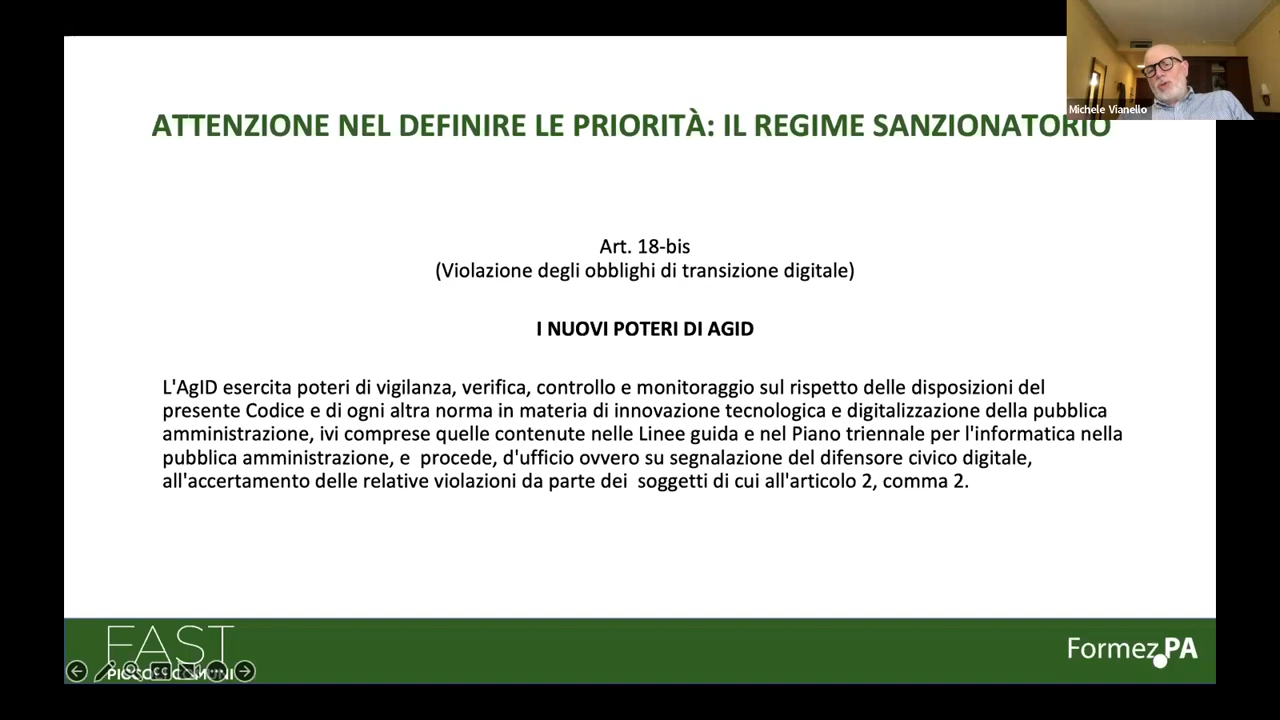 ATTENZIONE NEL DEFINIRE LE PRIORITÀ: IL REGIME SANZIONATORIO
Michele Vianello
Art. 18-bis
(Violazione degli obblighi di transizione digitale)
I NUOVI POTERI DI AGID
L'AgID esercita poteri di vigilanza, verifica, controllo e monitoraggio sul rispetto delle disposizioni del
presente Codice e di ogni altra norma in materia di innovazione tecnologica e digitalizzazione della pubblica
amministrazione, ivi comprese quelle contenute nelle Linee guida e nel Piano triennale per l'informatica nella
pubblica amministrazione, e  procede, d'ufficio ovvero su segnalazione del difensore civico digitale,
all'accertamento delle relative violazioni da parte dei  soggetti di cui all'articolo 2, comma 2.
FAST
PICCOLI COMUNI
Formez PA